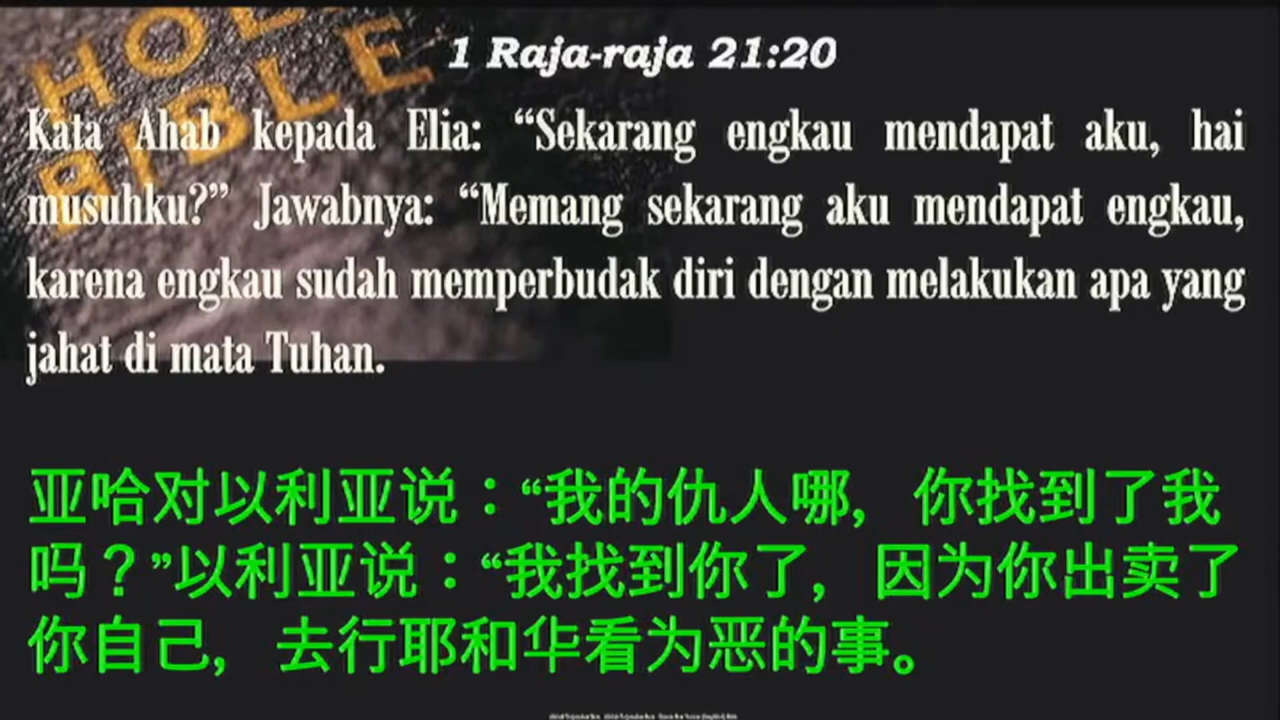 HOLY
BIBLE
1 Raja-raja 21:20
Kata Ahab kepada Elia: “Sekarang engkau mendapat aku, hai
musuhku?” Jawabnya: “Memang sekarang aku mendapat engkau,
karena engkau sudah memperbudak diri dengan melakukan apa yang
jahat di mata Tuhan.
亚哈对以利亚说：“我的仇人哪，你找到了我
吗？”以利亚说：“我找到你了，因为你出卖了
你自己，去行耶和华看为恶的事。